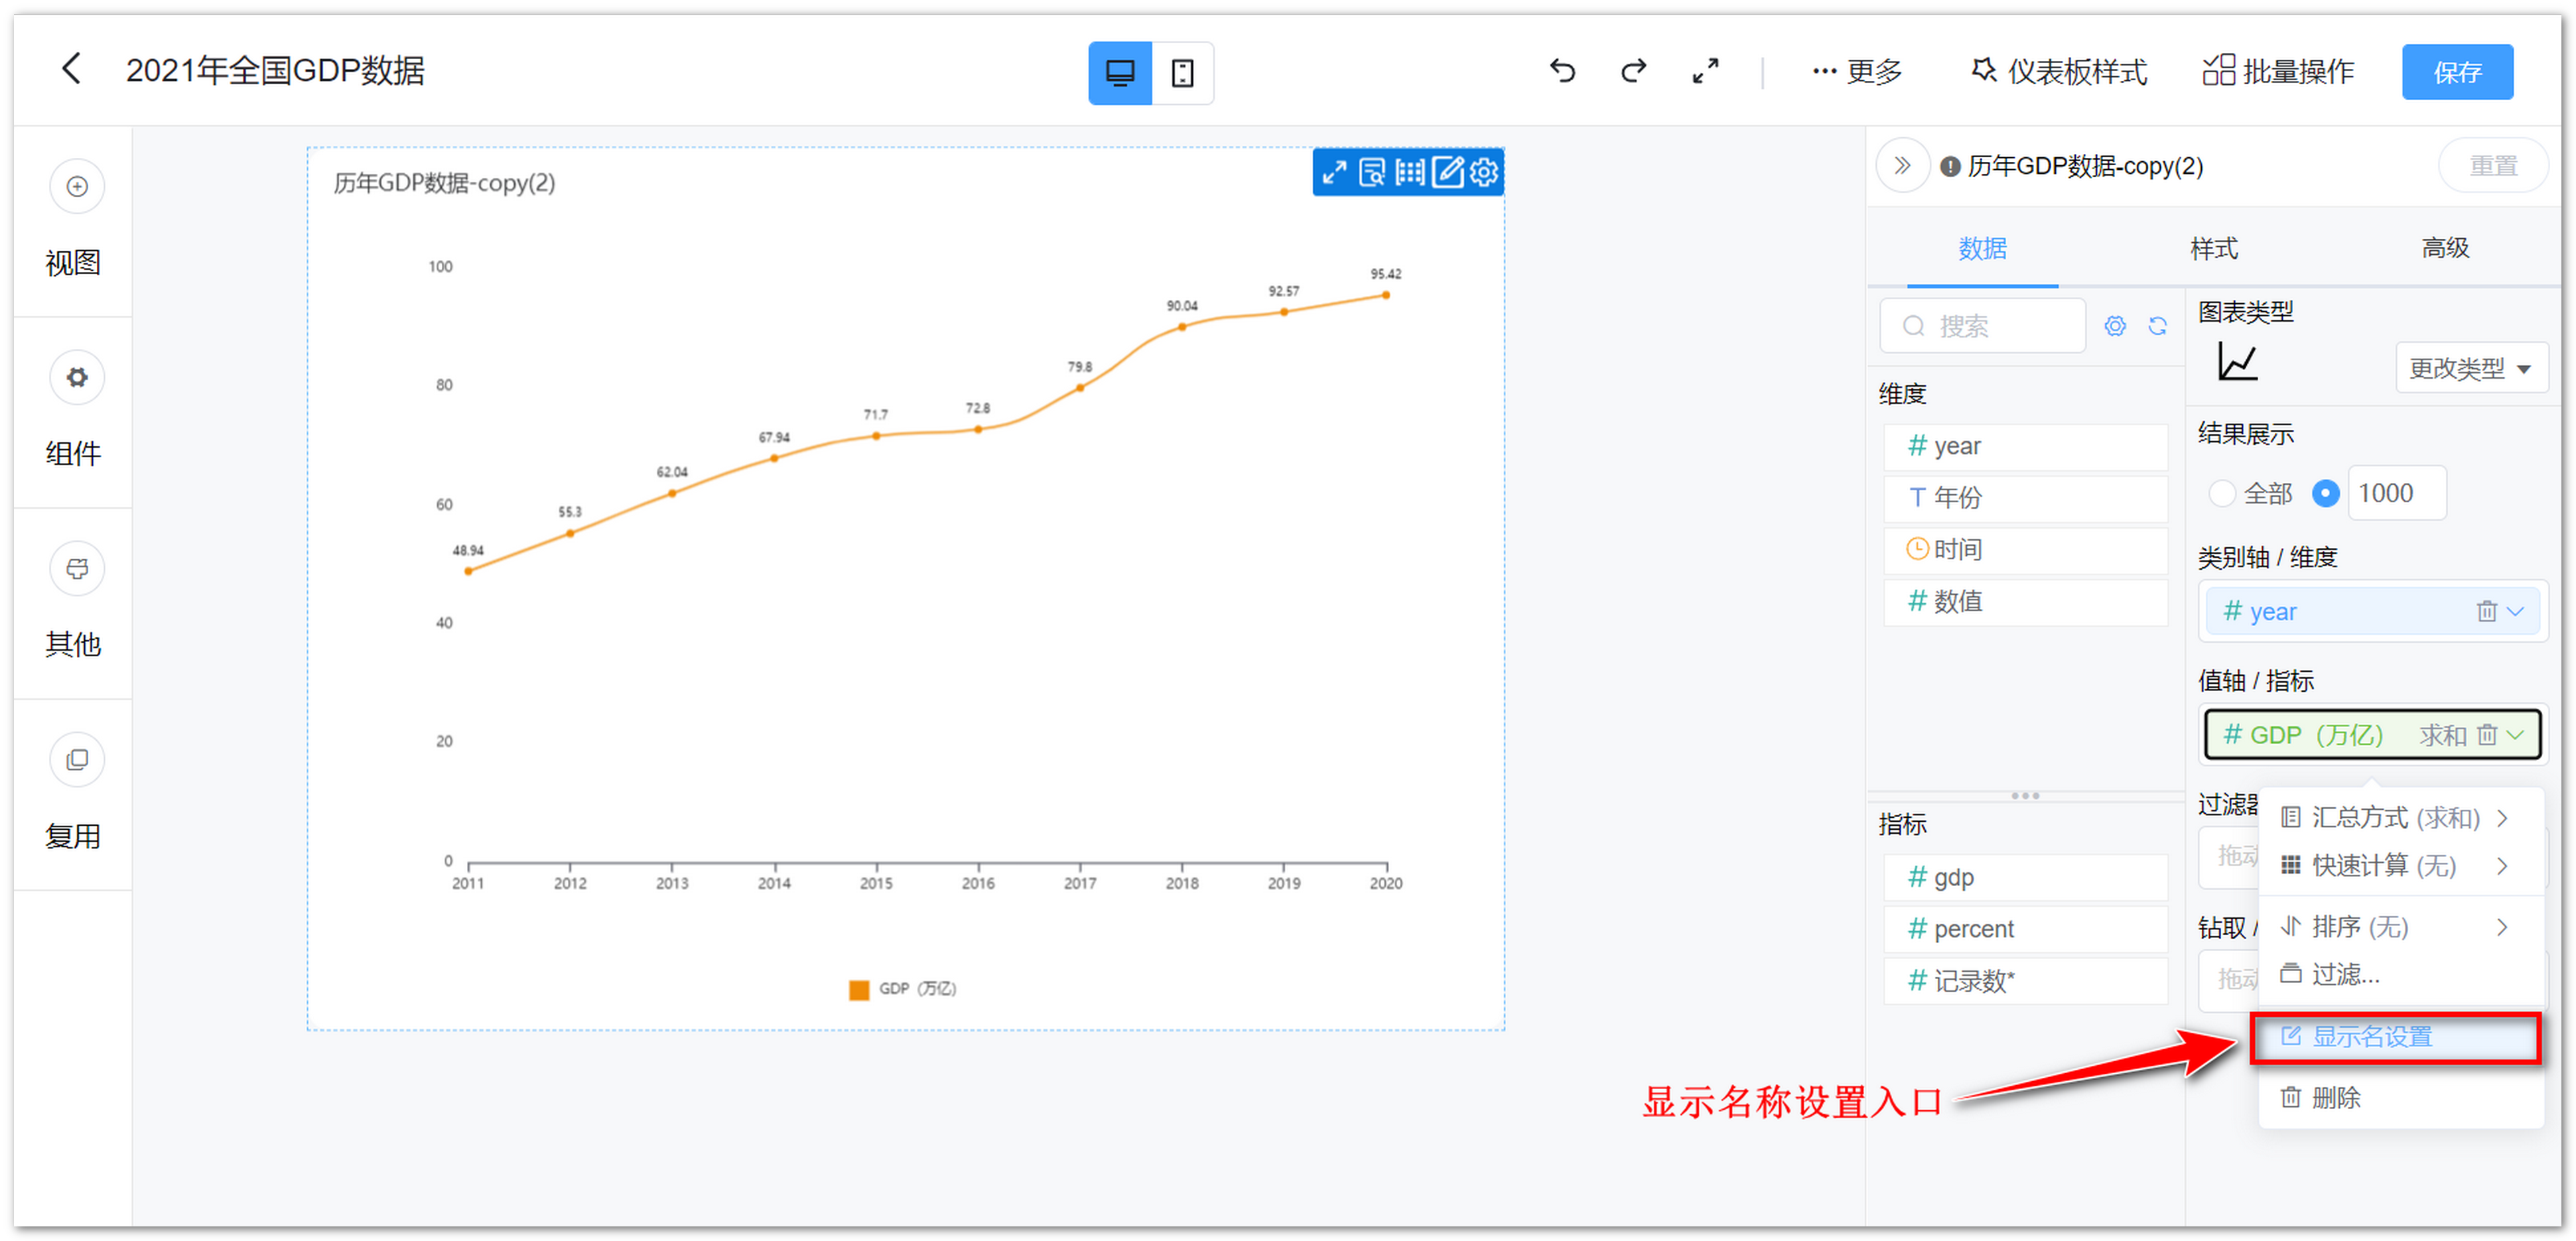 2021年全国GDP数据
更多
仪表板样式
批量操作
保存
视图
组件
其他
复用
历年GDP数据-copy(2)
100
80
60
40
20
0
48.94
55.3
62.04
67.94
71.7
72.8
79.8
90.04
92.57
95.42
2011 2012 2013 2014 2015 2016 2017 2018 2019 2020
GDP（万亿）
历年GDP数据-copy(2)
重置
数据 样式 高级
搜索
维度
# year
T 年份
时间
# 数值
指标
# gdp
# percent
# 记录数*
图表类型
更改类型
结果展示
全部 1000
类别轴 / 维度
# year
值轴 / 指标
# GDP（万亿） 求和
过滤器
拖动
钻取 /
拖动
汇总方式 (求和)
快速计算 (无)
排序 (无)
过滤...
显示名设置
删除
显示名称设置入口